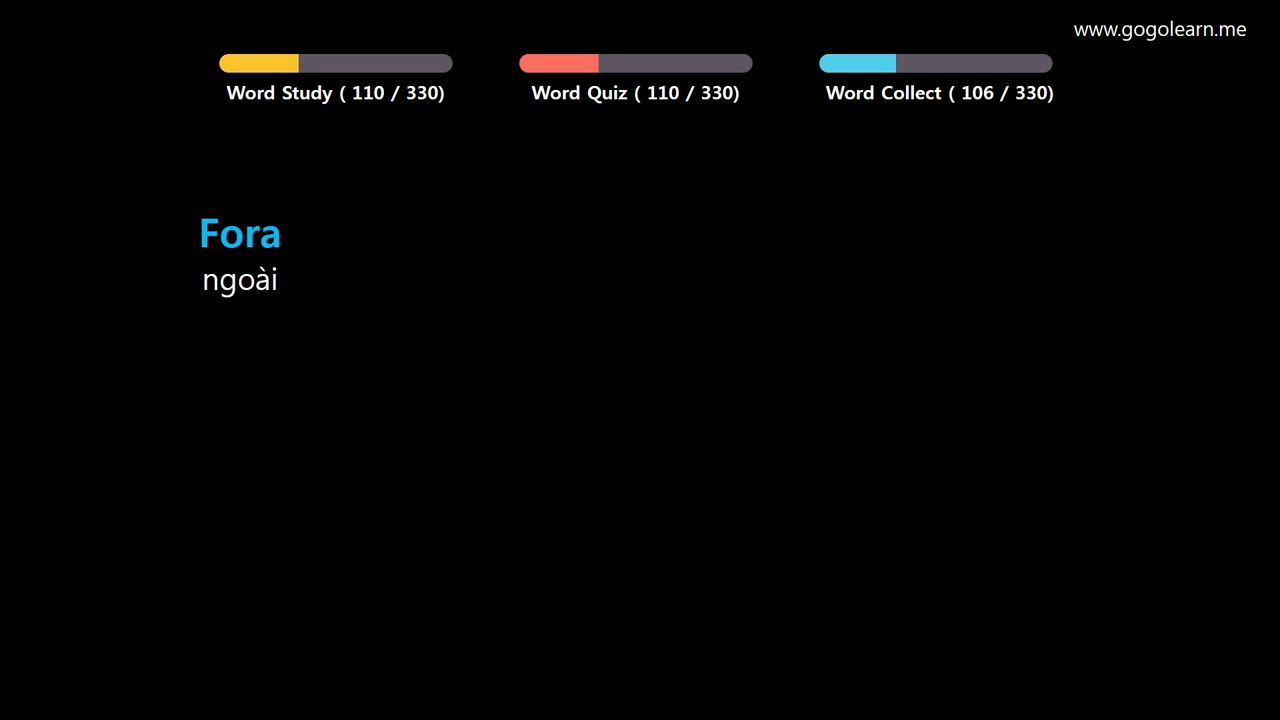 www.gogolearn.me
Word Study ( 110 / 330)
Word Quiz ( 110 / 330)
Word Collect ( 106 / 330)
Fora
ngoài